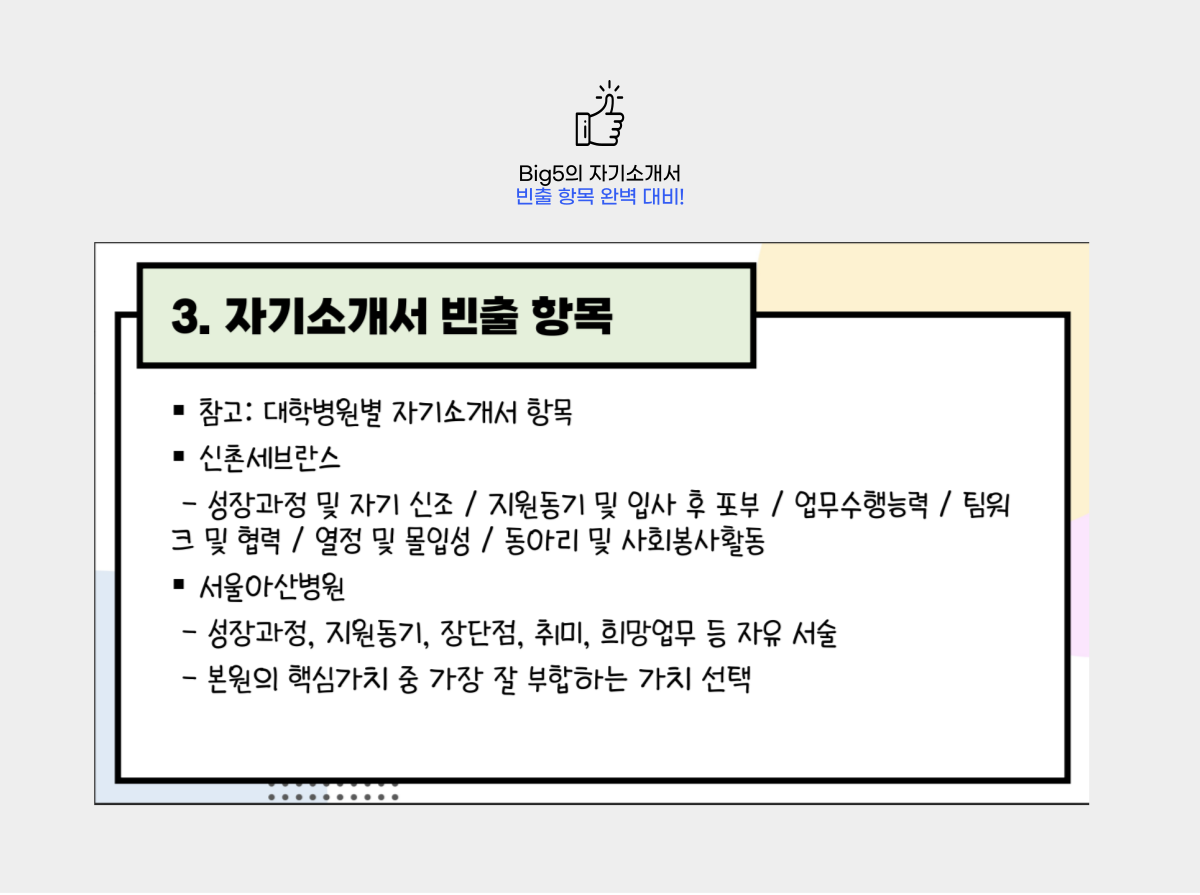 Big5의 자기소개서
빈출 항목 완벽 대비!
3. 자기소개서 빈출 항목
▪ 참고: 대학병원별 자기소개서 항목
▪ 신촌세브란스
- 성장과정 및 자기 신조 / 지원동기 및 입사 후 포부 / 업무수행능력 / 팀워
크 및 협력 / 열정 및 몰입성 / 동아리 및 사회봉사활동
▪ 서울아산병원
- 성장과정, 지원동기, 장단점, 취미, 희망업무 등 자유 서술
- 본원의 핵심가치 중 가장 잘 부합하는 가치 선택